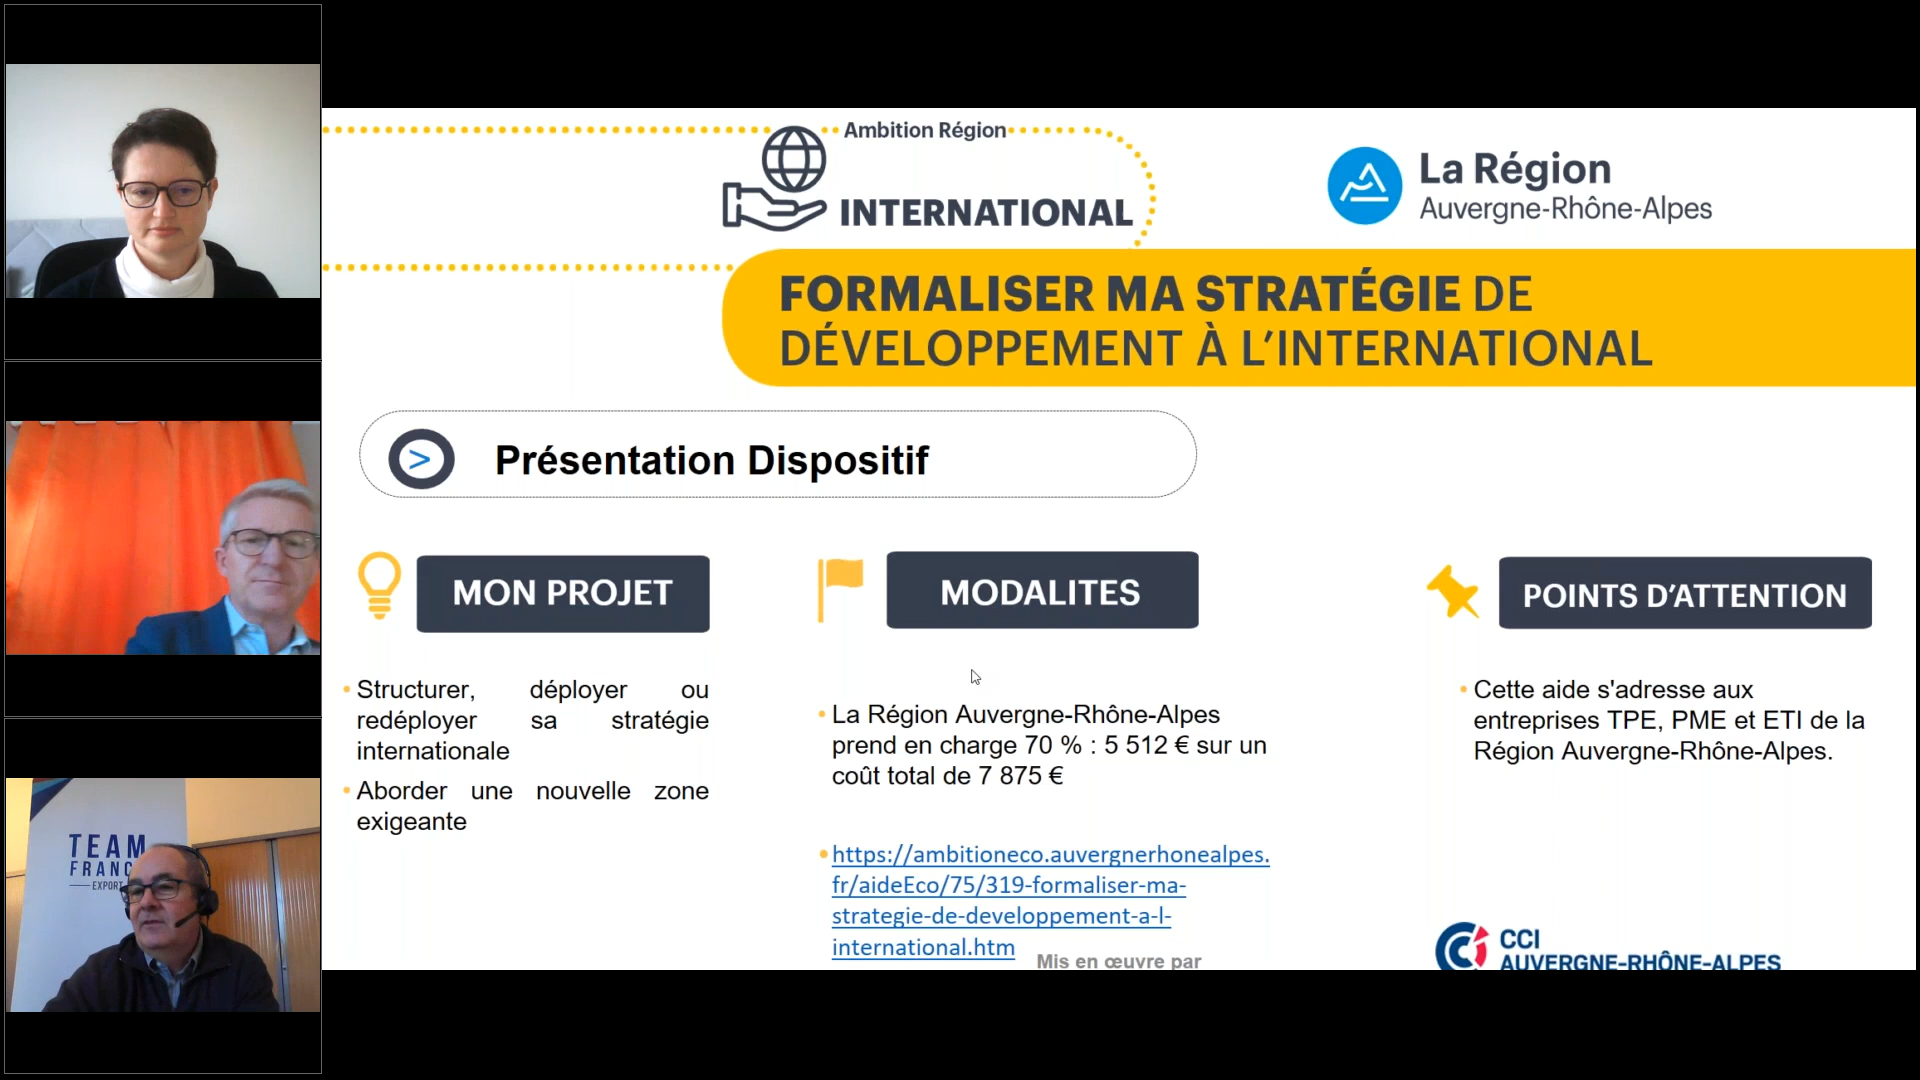 Ambition Région
INTERNATIONAL
La Région
Auvergne-Rhône-Alpes
FORMALISER MA STRATÉGIE DE
DÉVELOPPEMENT À L’INTERNATIONAL
> Présentation Dispositif
MON PROJET
Structurer, déployer ou
redéployer sa stratégie
internationale
Aborder une nouvelle zone
exigeante
MODALITES
La Région Auvergne-Rhône-Alpes
prend en charge 70 % : 5 512 € sur un
coût total de 7 875 €
https://ambitioneco.auvergnerhonealpes.
fr/aideEco/75/319-formaliser-ma-
strategie-de-developpement-a-l-
international.htm
Mis en œuvre par
POINTS D’ATTENTION
Cette aide s'adresse aux
entreprises TPE, PME et ETI de la
Région Auvergne-Rhône-Alpes.
CCI
AUVERGNE-RHÔNE-ALPES
TEAM
FRANC
EXPORT